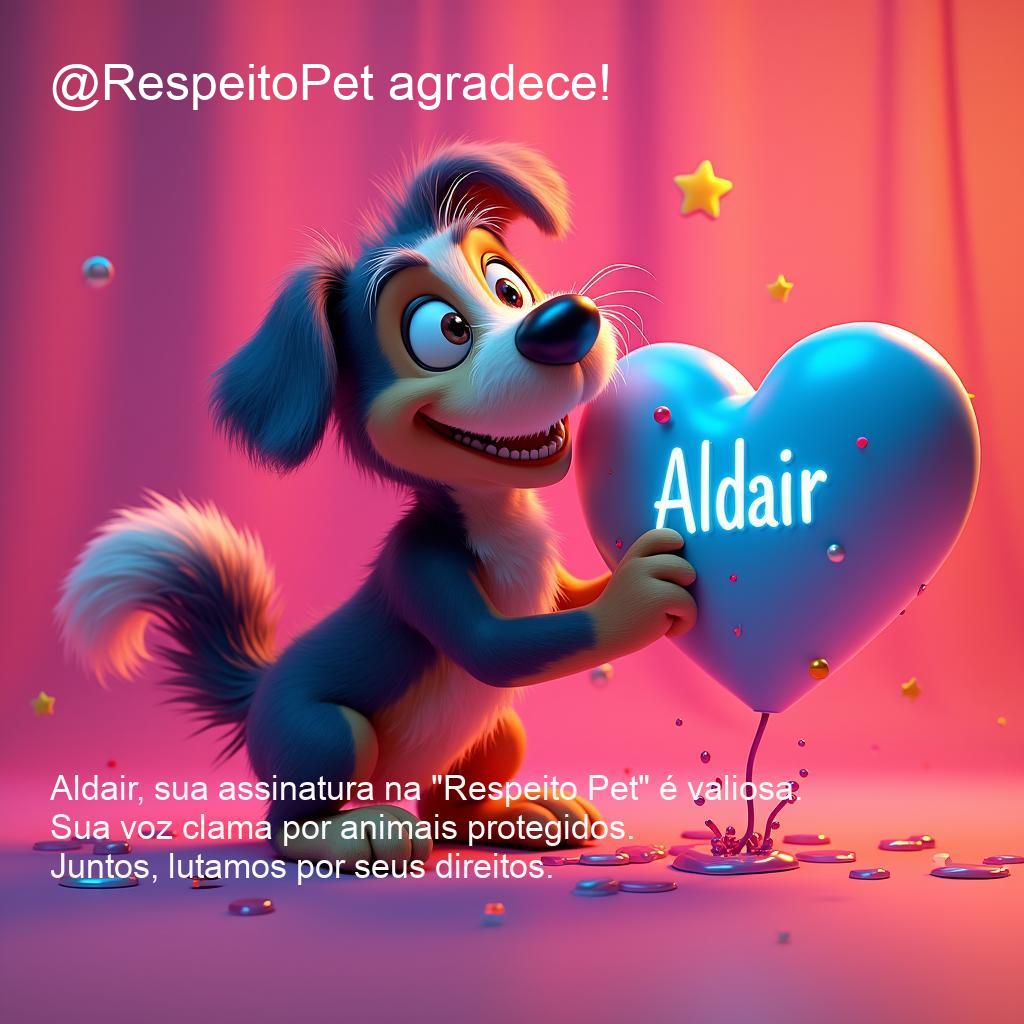 @RespeitoPet agradece!
Aldair
Aldair, sua assinatura na "Respeito Pet" é valiosa.
Sua voz clama por animais protegidos.
Juntos, lutamos por seus direitos.